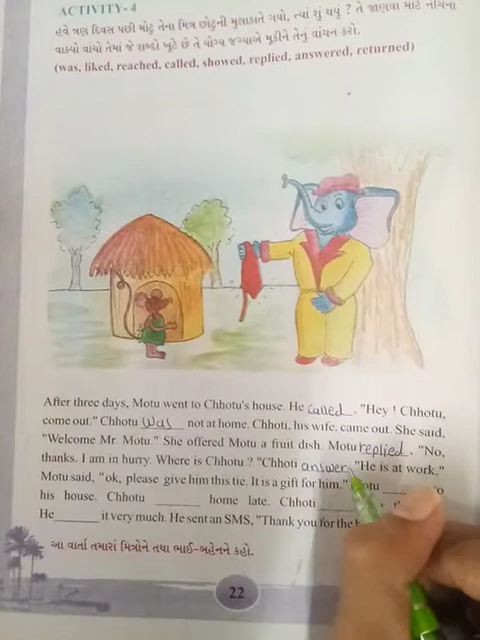 ACTIVITY- 4
હવે ત્રણ દિવસ પછી મોટુ તેના મિત્ર છોટુની મુલાકાતે ગયો, ત્યાં શું થયું ? તે જાણવા માટે નીચેના
વાક્યો વાંચો તેમાં જે શબ્દો ખૂટે છે તે યોગ્ય જગ્યાએ મૂકીને તેનું વાંચન કરો.
(was, liked, reached, called, showed, replied, answered, returned)
After three days, Motu went to Chhotu's house. He called. "Hey ! Chhotu,
come out." Chhotu was not at home. Chhoti, his wife, came out. She said,
"Welcome Mr. Motu." She offered Motu a fruit dish. Motu replied. "No,
thanks. I am in hurry. Where is Chhotu ? "Chhoti answer "He is at work,"
Motu said, "ok, please give him this tie. It is a gift for him."
his house. Chhotu ______ home late. Chhoti ______
He ______ it very much. He sent an SMS, "Thank you for the
આ વાર્તા તમારાં મિત્રોને તથા ભાઈ-બહેનને કહો.
22